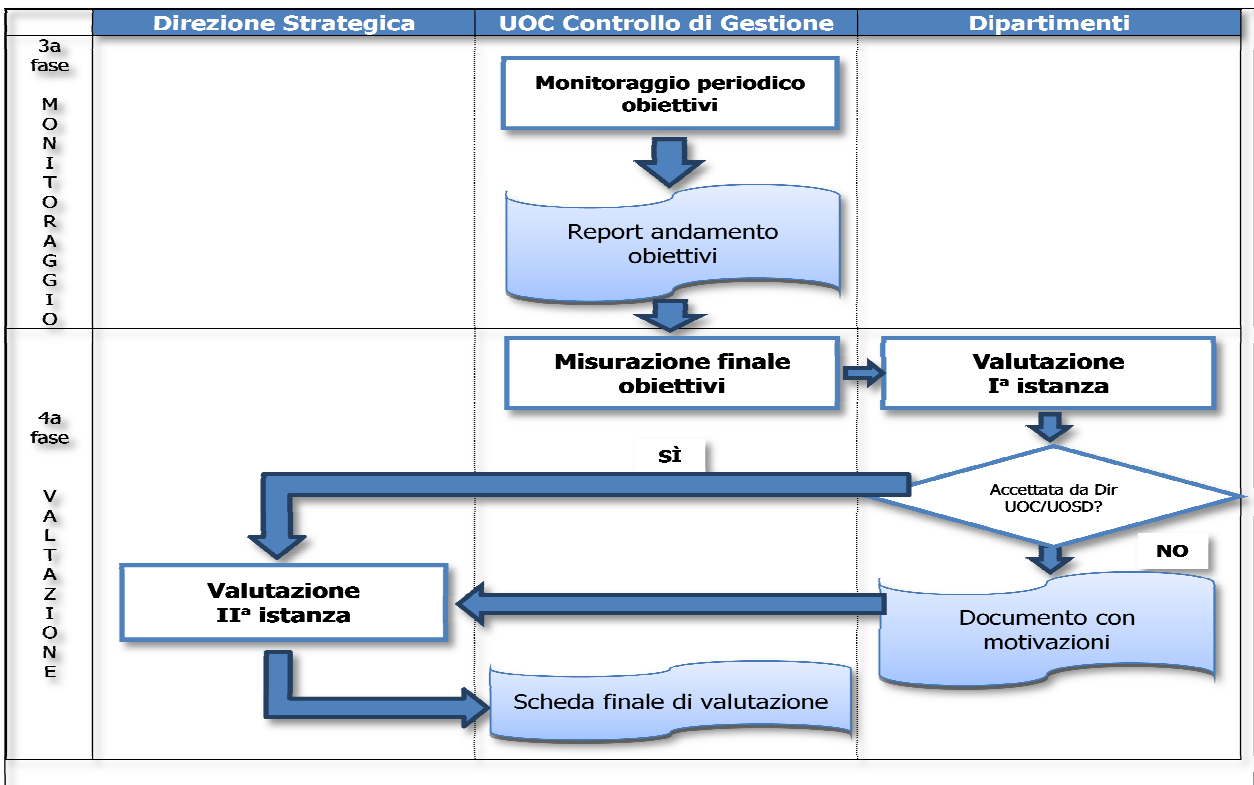 Direzione Strategica
UOC Controllo di Gestione
Dipartimenti
3a
fase
M
O
N
I
T
O
R
A
G
G
I
O
Monitoraggio periodico
obiettivi
Report andamento
obiettivi
4a
fase
V
A
L
T
A
Z
I
O
N
E
Misurazione finale
obiettivi
Valutazione
Iª istanza
SÌ
Accettata da Dir
UOC/UOSD?
NO
Valutazione
IIª istanza
Documento con
motivazioni
Scheda finale di valutazione